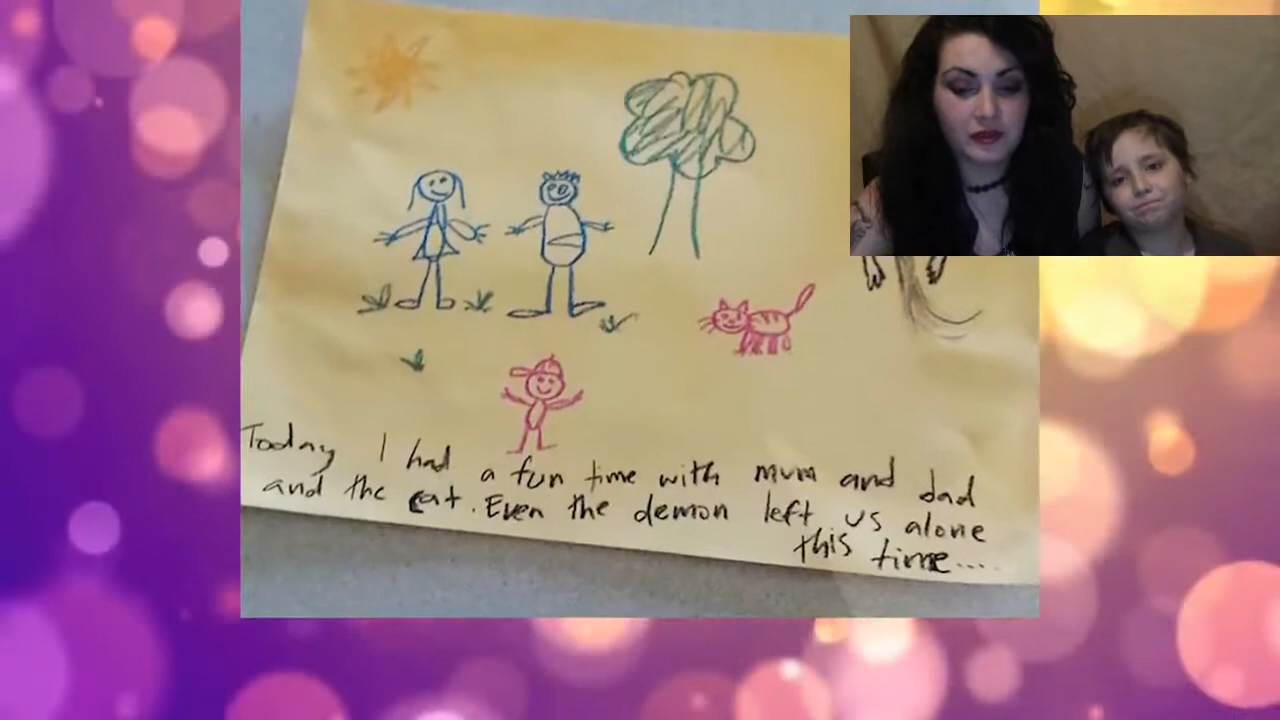 Today I had a fun time with mum and dad
and the cat. Even the demon left us alone
this time....